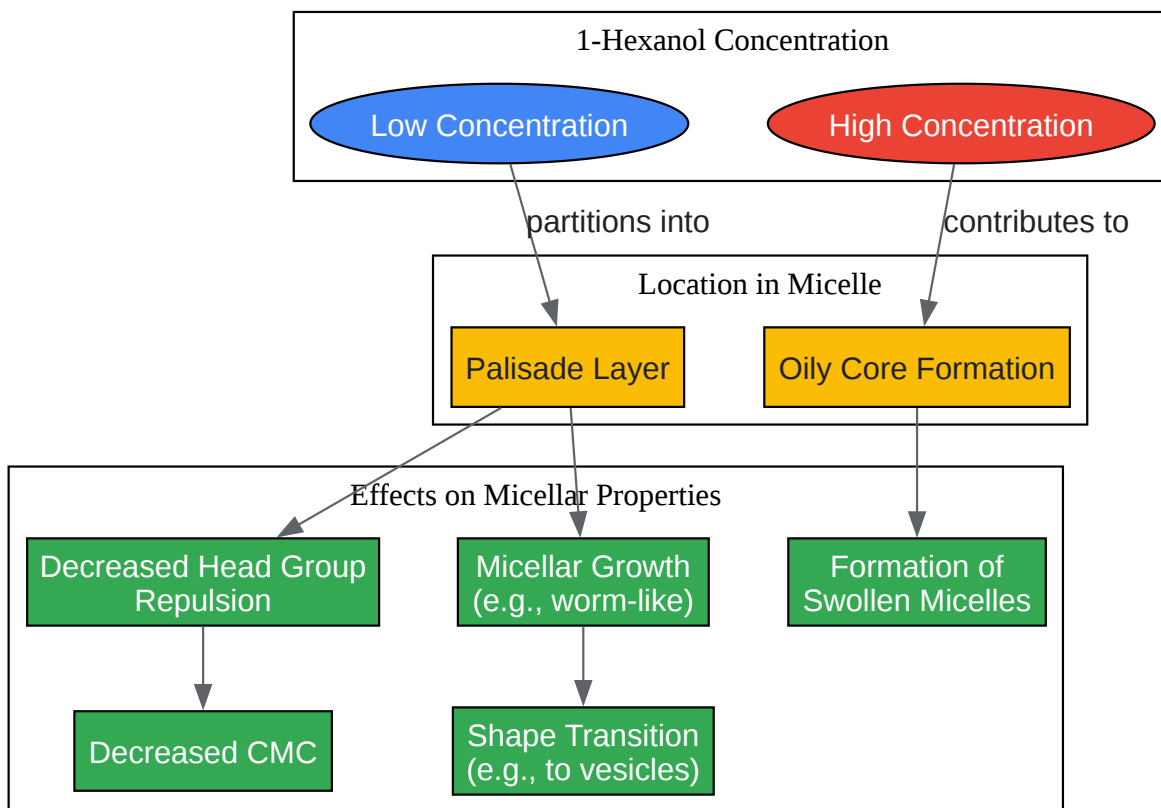 1-Hexanol Concentration
Low Concentration
High Concentration
partitions into
contributes to
Location in Micelle
Palisade Layer
Oily Core Formation
Effects on Micellar Properties
Decreased Head Group
Repulsion
Micellar Growth
(e.g., worm-like)
Formation of
Swollen Micelles
Decreased CMC
Shape Transition
(e.g., to vesicles)